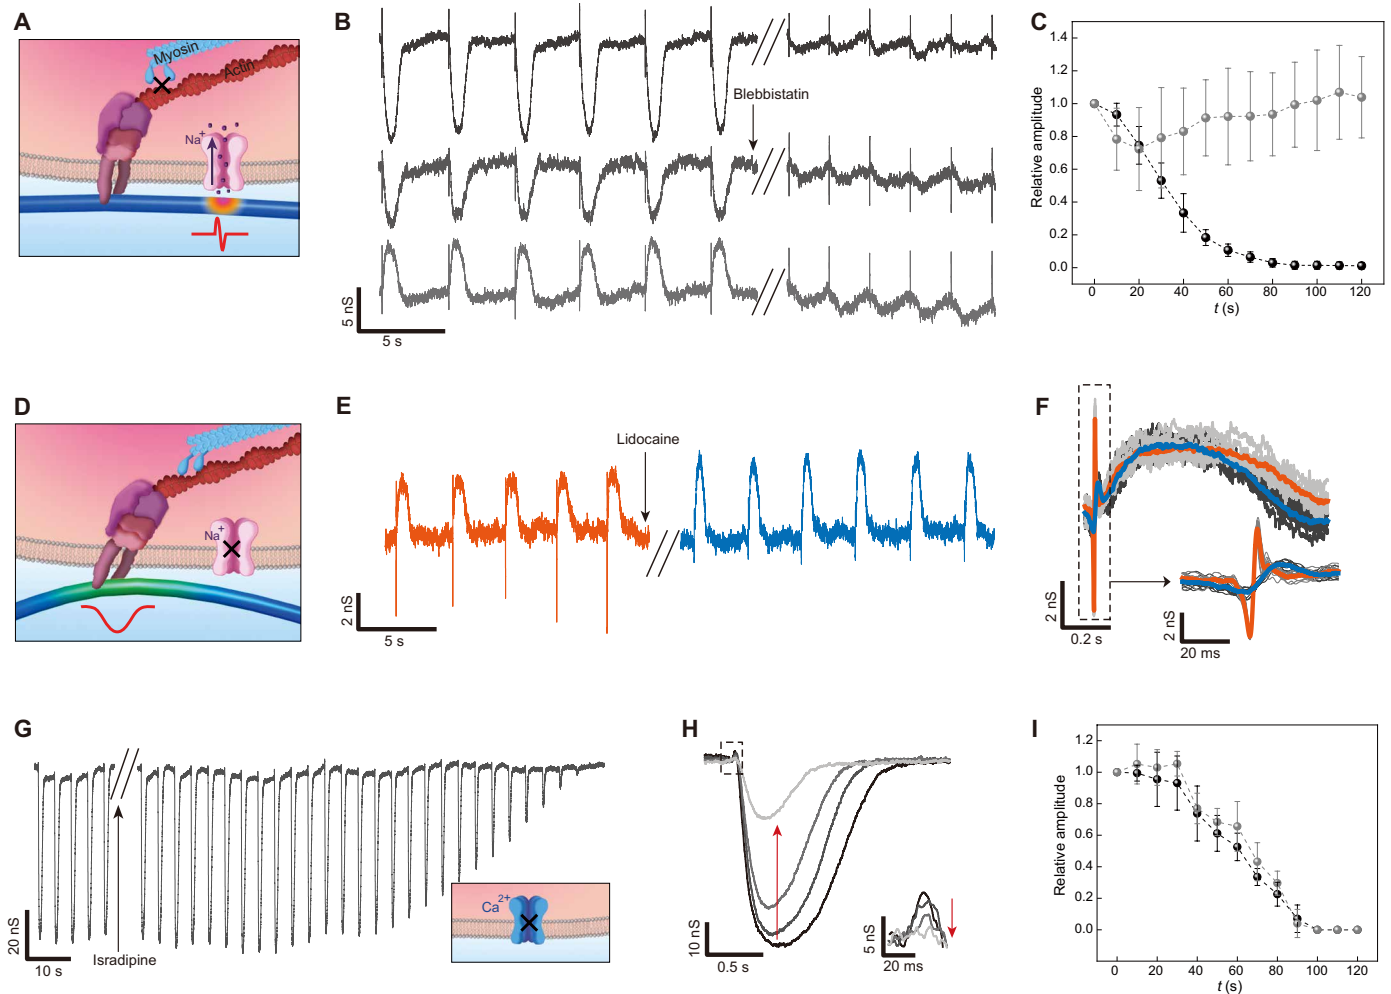 A
Myosin
Actin
Na+
B
Blebbistatin
5 nS
5 s
C
Relative amplitude
1.4
1.2
1.0
0.8
0.6
0.4
0.2
0.0
0 20 40 60 80 100 120
t (s)
D
Na+
E
Lidocaine
2 nS
5 s
F
2 nS
0.2 s
2 nS
20 ms
G
20 nS
10 s
Isradipine
Ca2+
H
10 nS
0.5 s
5 nS
20 ms
I
Relative amplitude
1.2
1.0
0.8
0.6
0.4
0.2
0.0
0 20 40 60 80 100 120
t (s)